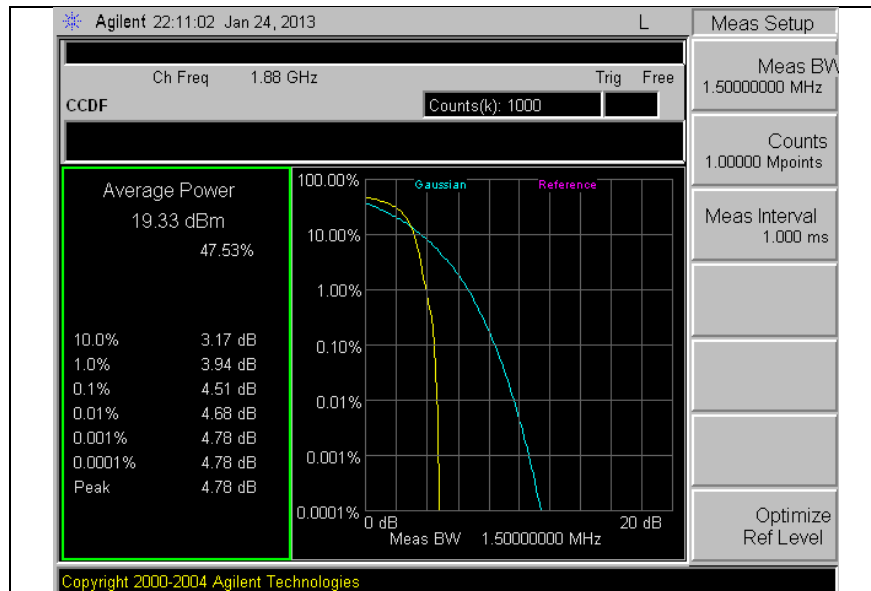 Agilent 22:11:02 Jan 24, 2013 L
Meas Setup
Ch Freq 1.88 GHz Trig Free
CCDF Counts(k): 1000
Meas BW
1.50000000 MHz
Counts
1.00000 Mpoints
Meas Interval
1.000 ms
Optimize
Ref Level
Average Power
19.33 dBm
47.53%
10.0% 3.17 dB
1.0% 3.94 dB
0.1% 4.51 dB
0.01% 4.68 dB
0.001% 4.78 dB
0.0001% 4.78 dB
Peak 4.78 dB
Gaussian Reference
100.00%
10.00%
1.00%
0.10%
0.01%
0.001%
0.0001%
0 dB 20 dB
Meas BW 1.50000000 MHz
Copyright 2000-2004 Agilent Technologies